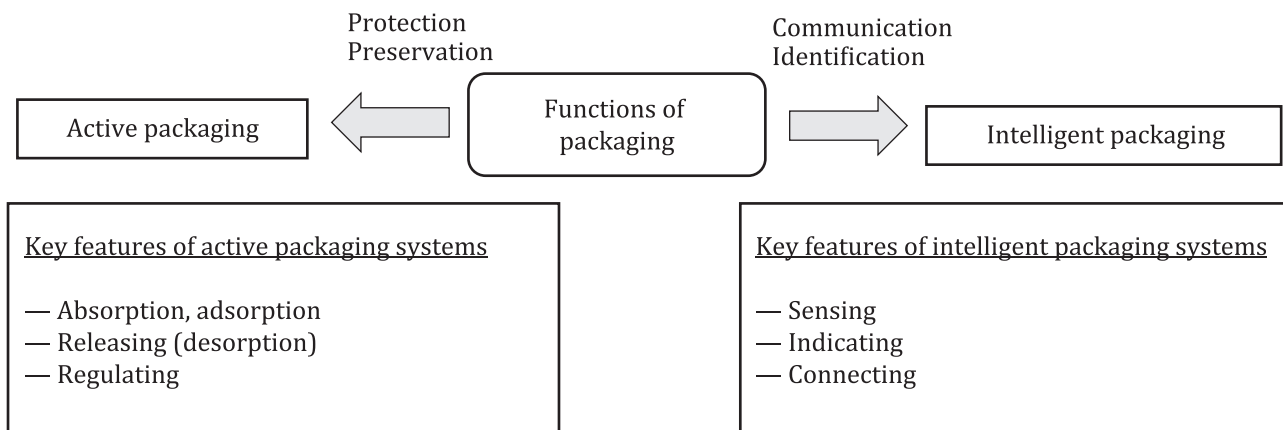 Protection
Preservation
Communication
Identification
Active packaging
Functions of
packaging
Intelligent packaging
Key features of active packaging systems
— Absorption, adsorption
— Releasing (desorption)
— Regulating
Key features of intelligent packaging systems
— Sensing
— Indicating
— Connecting